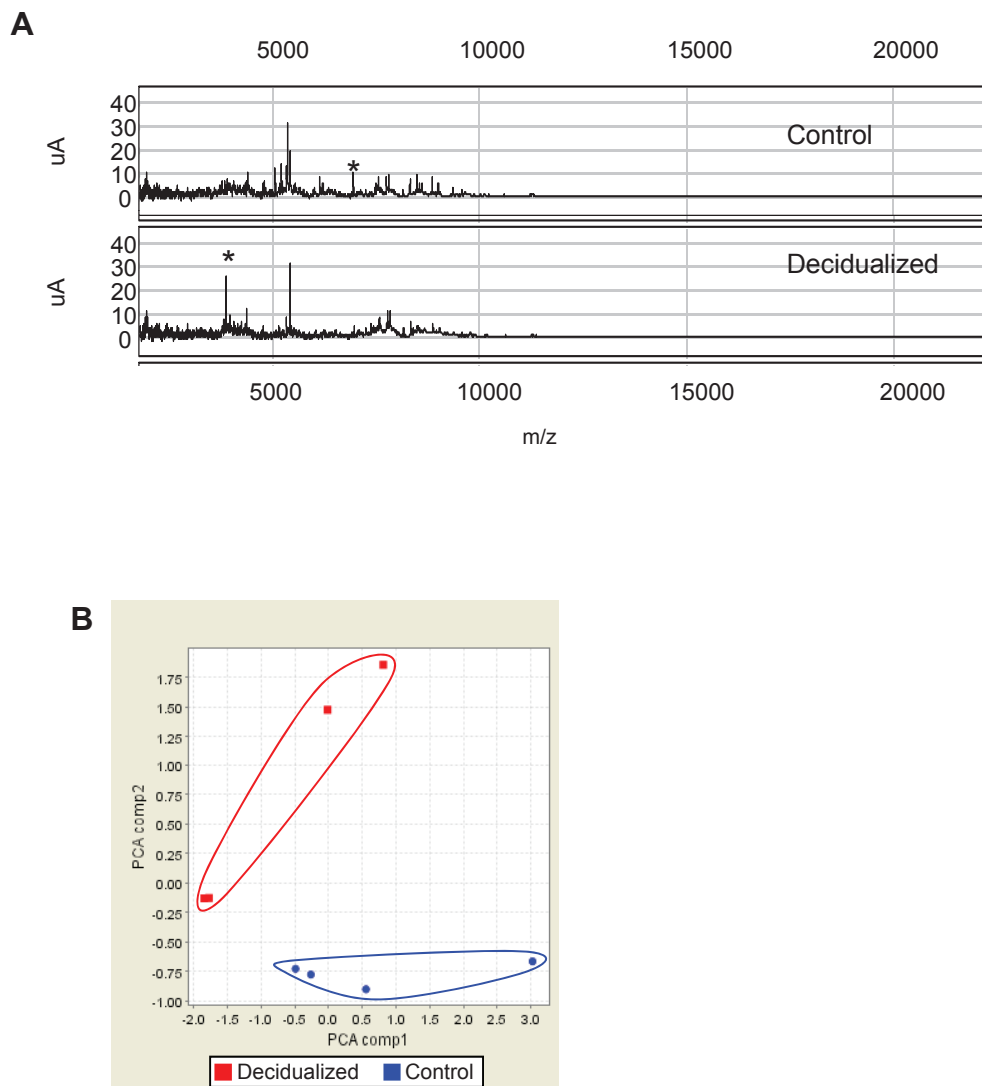 A
5000 10000 15000 20000
40
30
20
10
0
uA
*
Control
40
30
20
10
0
uA
*
Decidualized
5000 10000 15000 20000
m/z
B
1.75
1.50
1.25
1.00
0.75
0.50
0.25
0.00
-0.25
-0.50
-0.75
-1.00
PCA comp2
-2.0 -1.5 -1.0 -0.5 0.0 0.5 1.0 1.5 2.0 2.5 3.0
PCA comp1
Decidualized Control